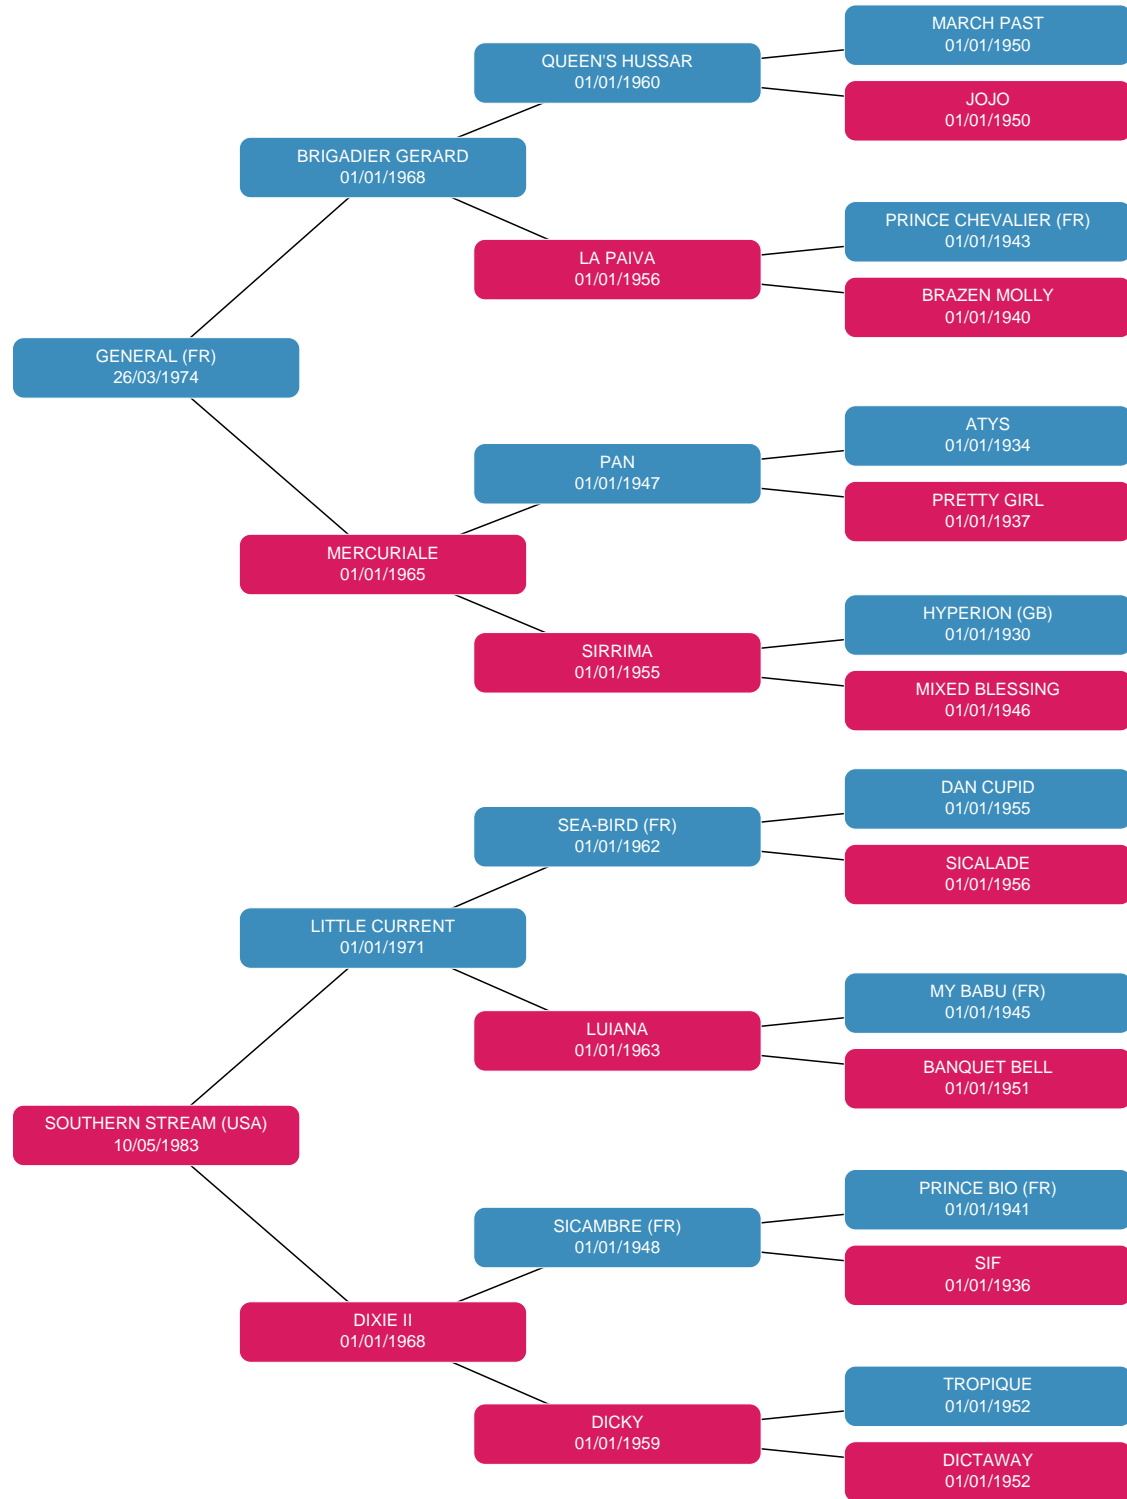 MARCH PAST
01/01/1950
QUEEN'S HUSSAR
01/01/1960
JOJO
01/01/1950
BRIGADIER GERARD
01/01/1968
PRINCE CHEVALIER (FR)
01/01/1943
LA PAIVA
01/01/1956
BRAZEN MOLLY
01/01/1940
GENERAL (FR)
26/03/1974
ATYS
01/01/1934
PAN
01/01/1947
PRETTY GIRL
01/01/1937
MERCURIALE
01/01/1965
HYPERION (GB)
01/01/1930
SIRRIMA
01/01/1955
MIXED BLESSING
01/01/1946
DAN CUPID
01/01/1955
SEA-BIRD (FR)
01/01/1962
SICALADE
01/01/1956
LITTLE CURRENT
01/01/1971
MY BABU (FR)
01/01/1945
LUIANA
01/01/1963
BANQUET BELL
01/01/1951
SOUTHERN STREAM (USA)
10/05/1983
PRINCE BIO (FR)
01/01/1941
SICAMBRE (FR)
01/01/1948
SIF
01/01/1936
DIXIE II
01/01/1968
TROPIQUE
01/01/1952
DICKY
01/01/1959
DICTAWAY
01/01/1952